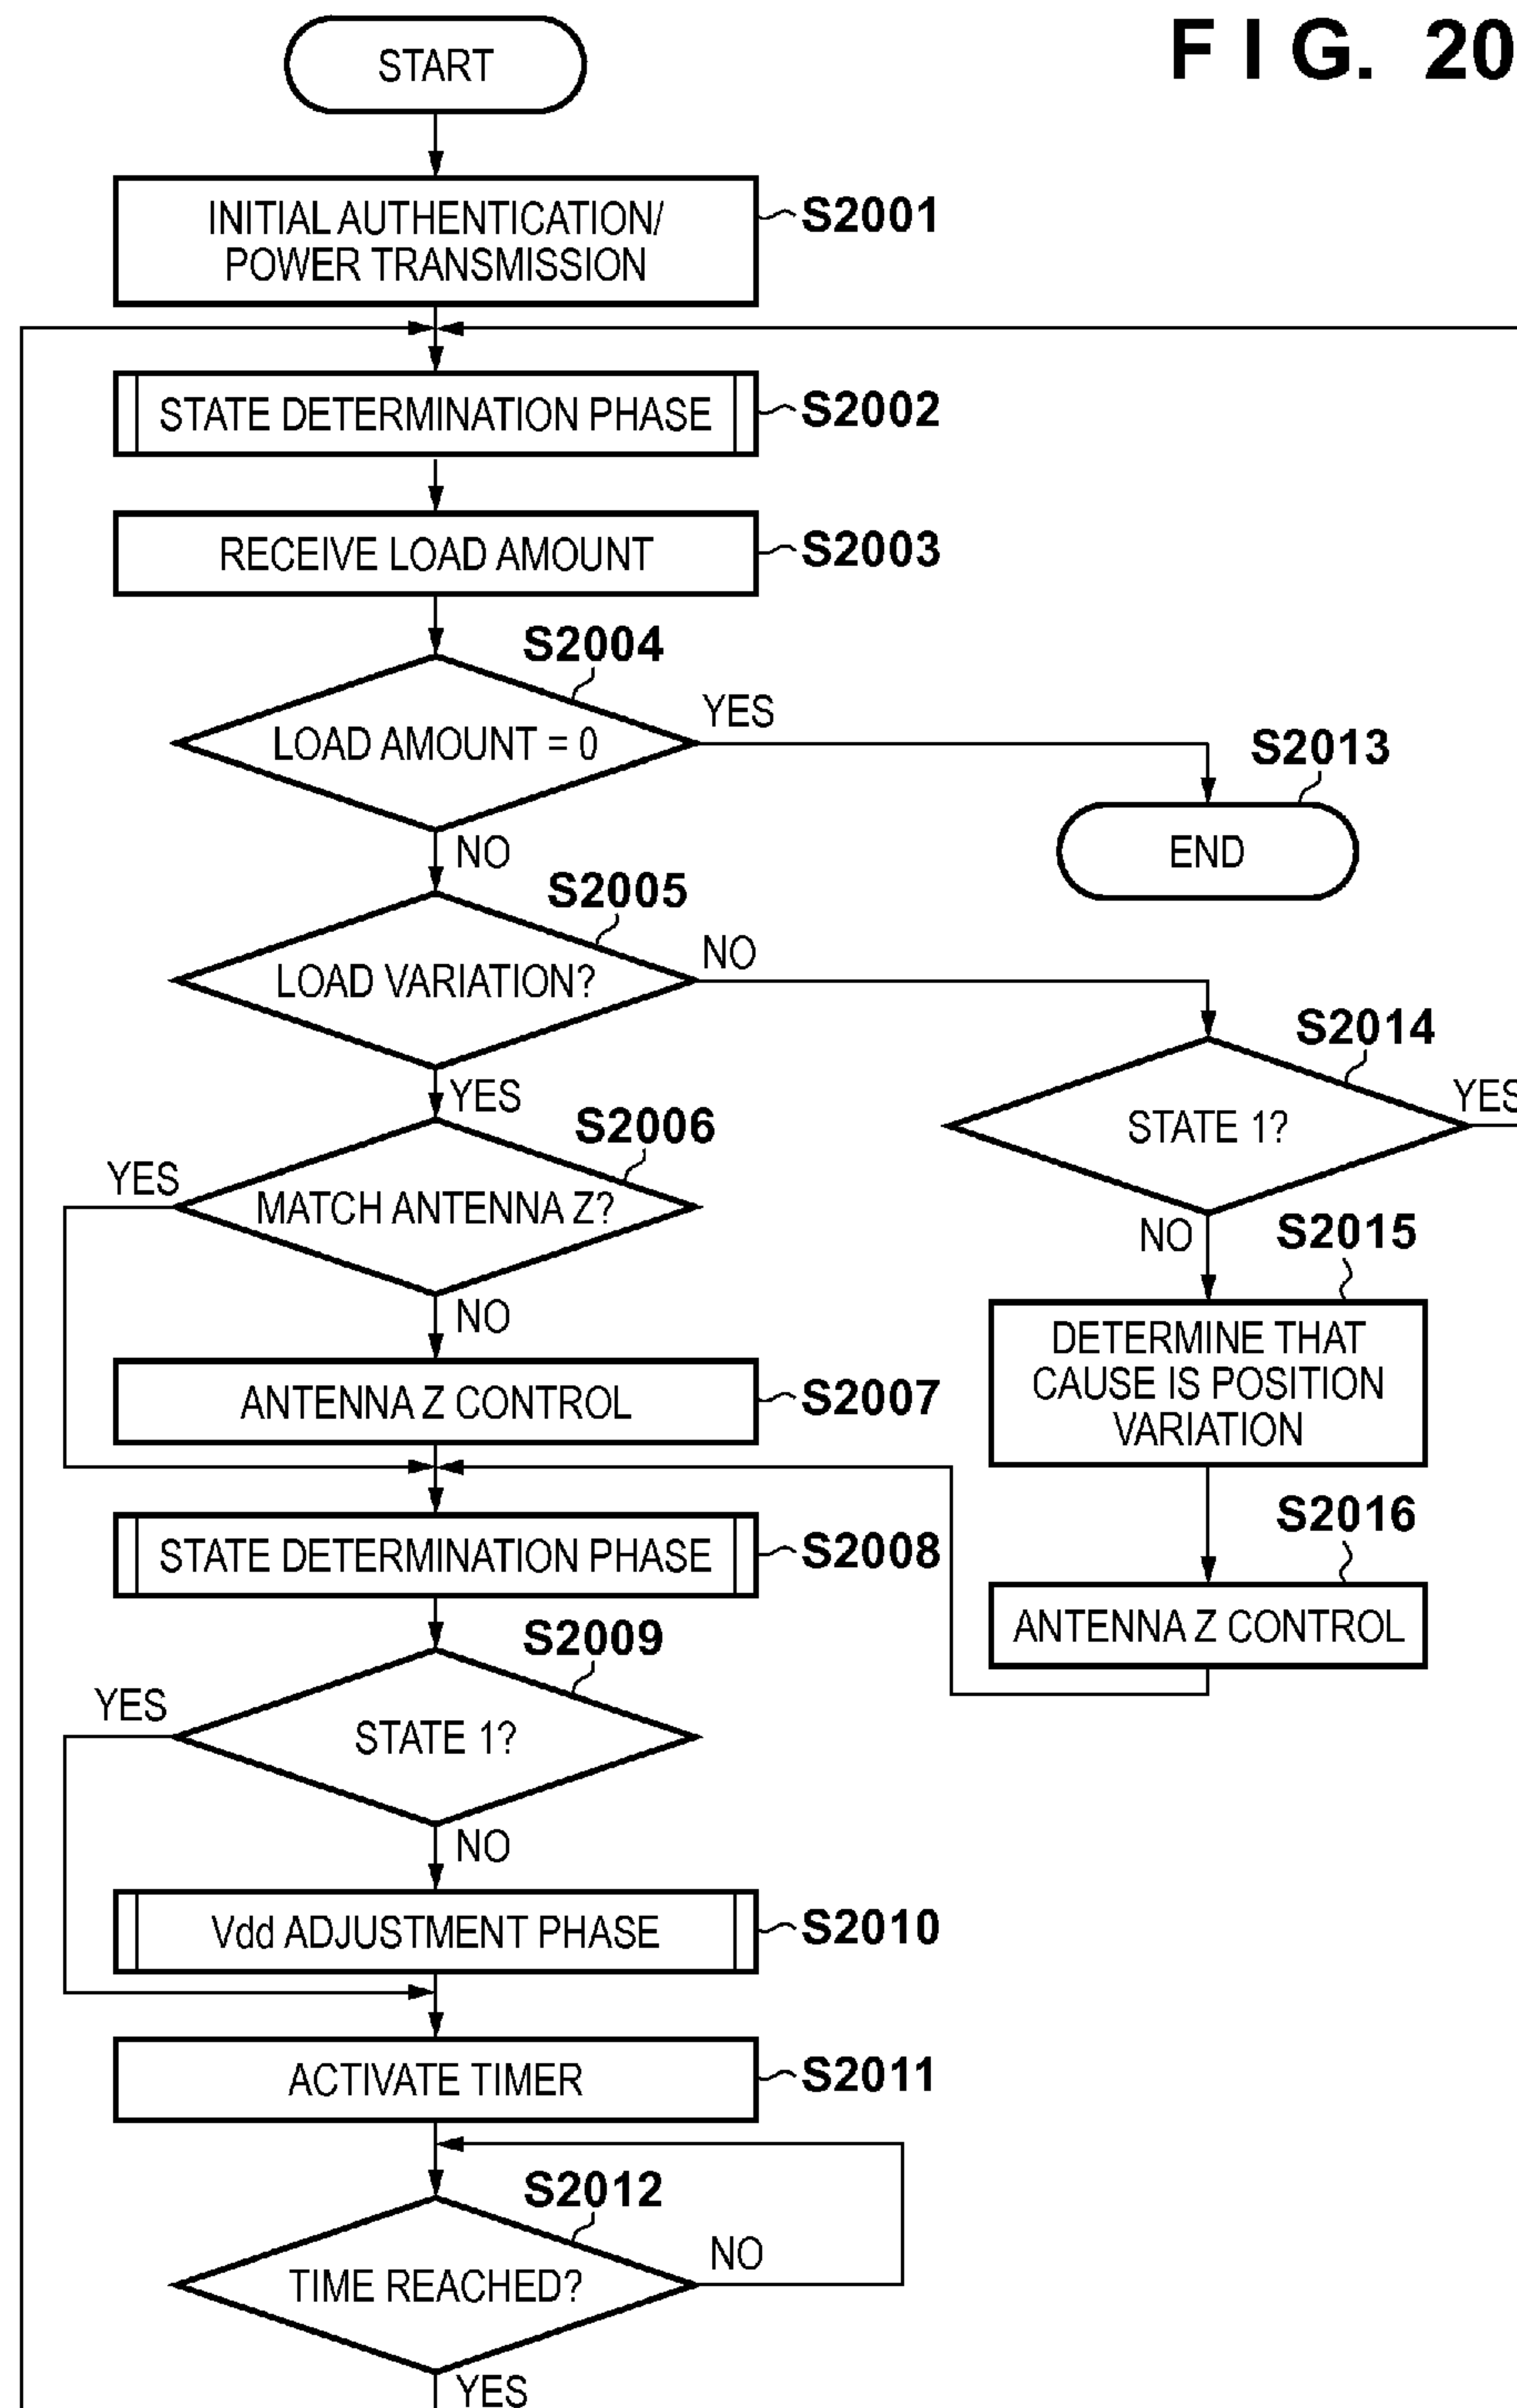 F I G. 20
START
INITIAL AUTHENTICATION/
POWER TRANSMISSION
S2001
STATE DETERMINATION PHASE
S2002
RECEIVE LOAD AMOUNT
S2003
S2004
LOAD AMOUNT = 0
YES
NO
S2013
END
S2005
LOAD VARIATION?
NO
YES
S2014
STATE 1?
YES
NO
S2006
MATCH ANTENNA Z?
YES
NO
S2015
DETERMINE THAT
CAUSE IS POSITION
VARIATION
ANTENNA Z CONTROL
S2007
S2016
ANTENNA Z CONTROL
STATE DETERMINATION PHASE
S2008
S2009
STATE 1?
YES
NO
Vdd ADJUSTMENT PHASE
S2010
ACTIVATE TIMER
S2011
S2012
TIME REACHED?
NO
YES